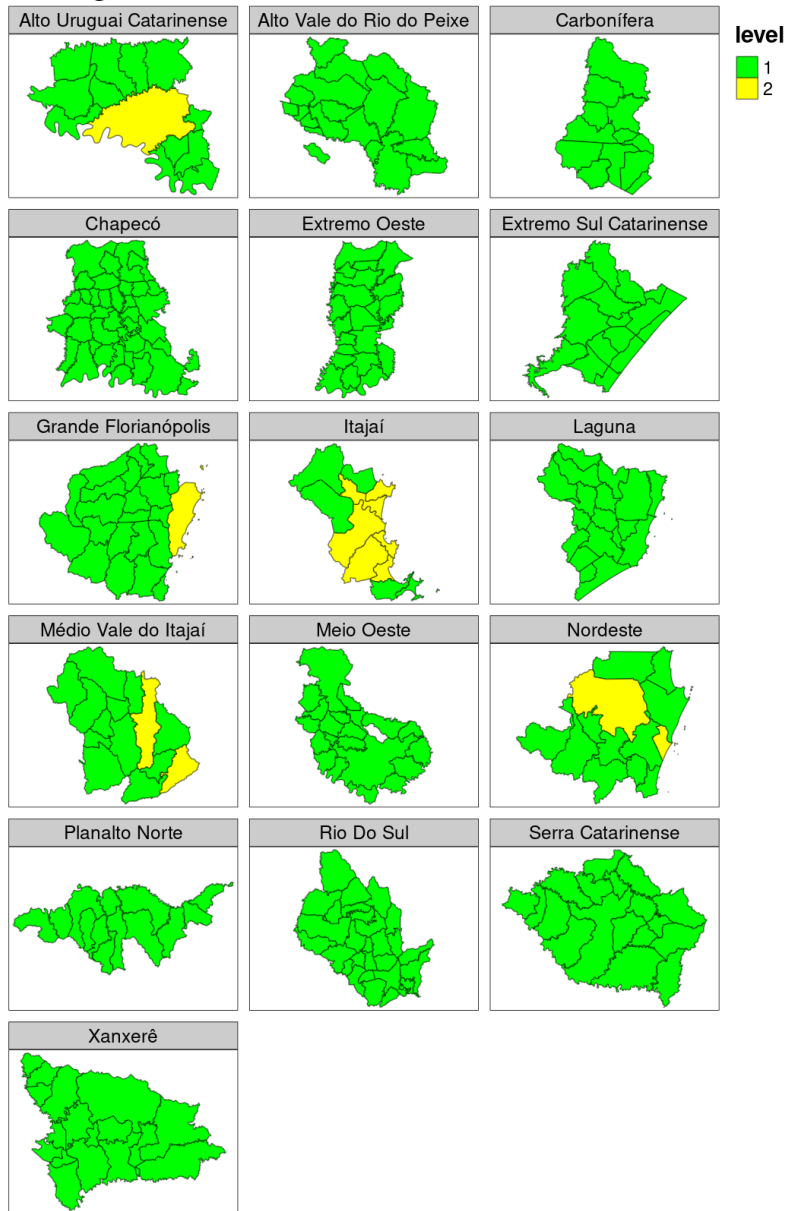 Alto Uruguai Catarinense
Alto Vale do Rio do Peixe
Carbonífera
level
1
2
Chapecó
Extremo Oeste
Extremo Sul Catarinense
Grande Florianópolis
Itajaí
Laguna
Médio Vale do Itajaí
Meio Oeste
Nordeste
Planalto Norte
Rio Do Sul
Serra Catarinense
Xanxerê